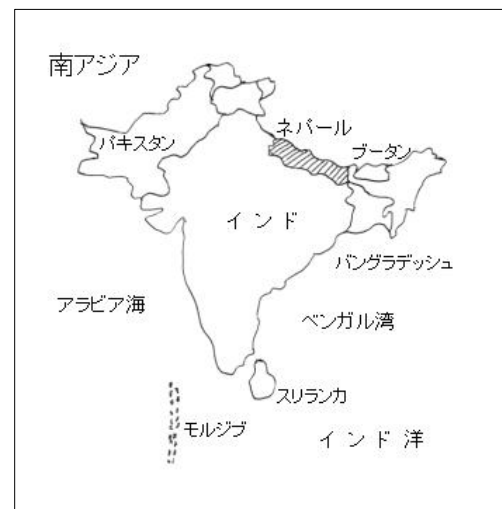 南アジア
ネパール
パキスタン
ブータン
インド
バングラデッシュ
アラビア海
ベンガル湾
スリランカ
モルジブ
インド洋